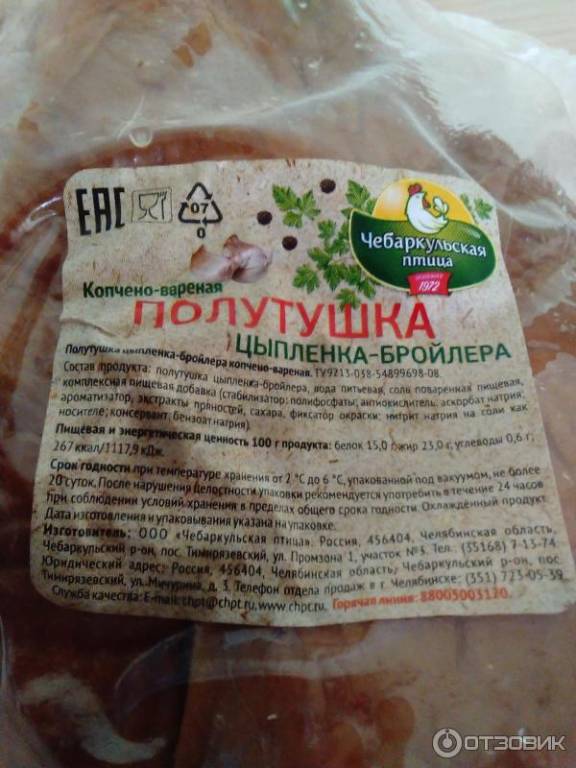 ЕАС
07
0
Чебаркульская
птица
основана
1972
Копчено-вареная
ПОЛУТУШКА
ЦЫПЛЕНКА-БРОЙЛЕРА
Полутушка цыпленка-бройлера копчено-вареная. ТУ9213-038-54899698-08.
Состав продукта: полутушка цыпленка-бройлера, вода питьевая, соль поваренная пищевая,
комплексная пищевая добавка (стабилизатор: полифосфаты; антиокислитель: аскорбат натрия;
ароматизатор, экстракты пряностей, сахара, фиксатор окраски: нитрит натрия на соли как
носителе; консервант: бензоат натрия).
Пищевая и энергетическая ценность 100 г продукта: белок 15,0 г; жир 23,0 г; углеводы 0,6 г;
267 ккал/1117,9 кДж.
Срок годности при температуре хранения от 2 °С до 6 °С, упакованной под вакуумом, не более
20 суток. После нарушения целостности упаковки рекомендуется употребить в течение 24 часов
При соблюдении условий хранения в пределах общего срока годности. Охлаждённый продукт.
Дата изготовления и упаковывания указана на упаковке.
Изготовитель: ООО «Чебаркульская птица». Россия, 456404, Челябинская область,
Чебаркульский р-он, пос. Тимирязевский, ул. Промзона 1, участок №3. Тел.: (35168) 7-13-74.
Юридический адрес: Россия, 456404, Челябинская область, Чебаркульский р-он, пос.
Тимирязевский, ул. Мичурина, д. 3. Телефон отдела продаж в г. Челябинске: (351) 723-05-39
Служба качества: E-mail: chpt@chpt.ru, www.chpt.ru. Горячая линия: 88005003120.
ОТЗОВИК